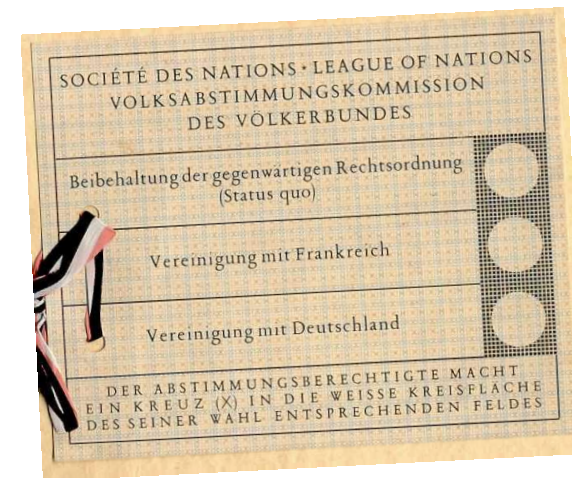 SOCIÉTÉ DES NATIONS · LEAGUE OF NATIONS
VOLKSABSTIMMUNGSKOMMISSION
DES VÖLKERBUNDES
Beibehaltung der gegenwärtigen Rechtsordnung
(Status quo)
Vereinigung mit Frankreich
Vereinigung mit Deutschland
DER ABSTIMMUNGSBERECHTIGTE MACHT
EIN KREUZ (X) IN DIE WEISSE KREISFLÄCHE
DES SEINER WAHL ENTSPRECHENDEN FELDES